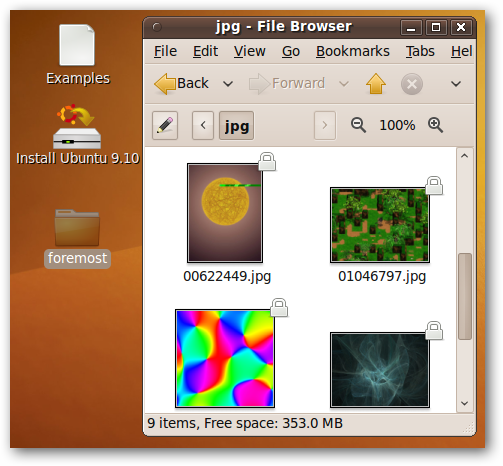 Examples
Install Ubuntu 9.10
foremost
jpg - File Browser
File Edit View Go Bookmarks Tabs Hel
Back Forward
jpg 100%
00622449.jpg 01046797.jpg
9 items, Free space: 353.0 MB